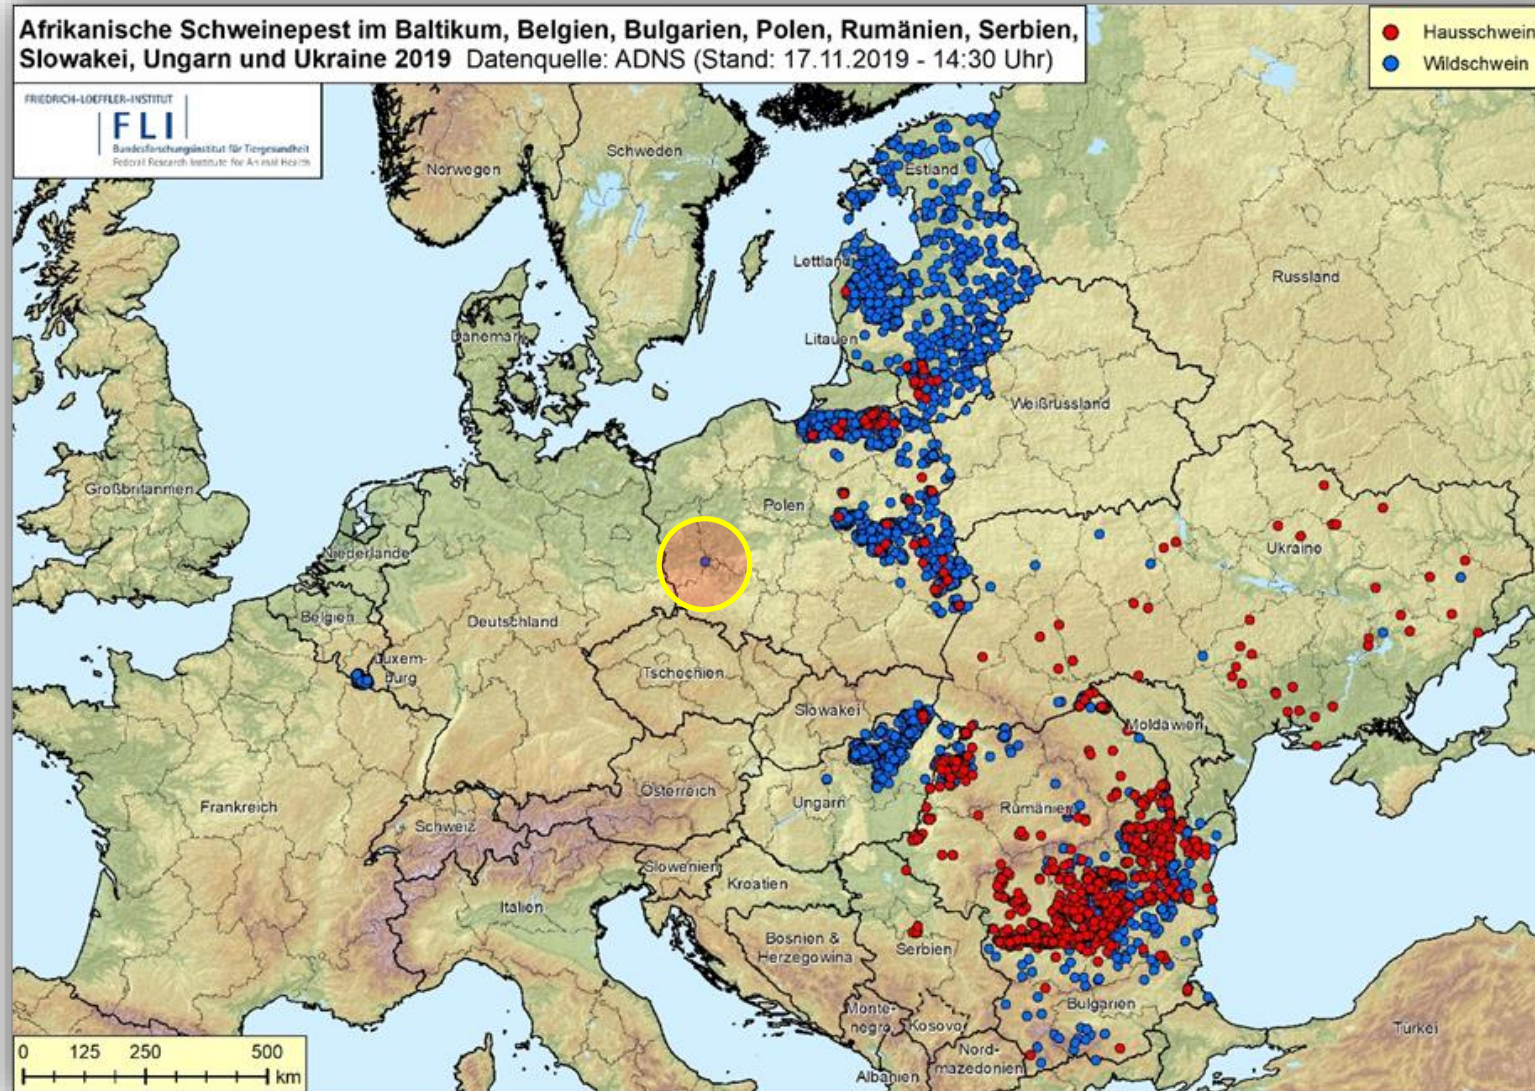 Afrikanische Schweinepest im Baltikum, Belgien, Bulgarien, Polen, Rumänien, Serbien,
Slowakei, Ungarn und Ukraine 2019 Datenquelle: ADNS (Stand: 17.11.2019 - 14:30 Uhr)
Hausschwein
Wildschwein
FRIEDRICH-LOEFFLER-INSTITUT
FLI
Bundesforschungsinstitut für Tiergesundheit
Federal Research Institute for Animal Health
Norwegen
Schweden
Estland
Lettland
Russland
Dänemark
Litauen
Weißrussland
Großbritannien
Polen
Niederlande
Ukraine
Belgien
Deutschland
Luxem-
burg
Tschechien
Slowakei
Moldawien
Frankreich
Österreich
Ungarn
Rumänien
Schweiz
Slowenien
Kroatien
Italien
Bosnien &
Herzegowina
Serbien
Bulgarien
Monte-
negro
Kosovo
Türkei
Nord-
mazedonien
Albanien
0 125 250 500
km